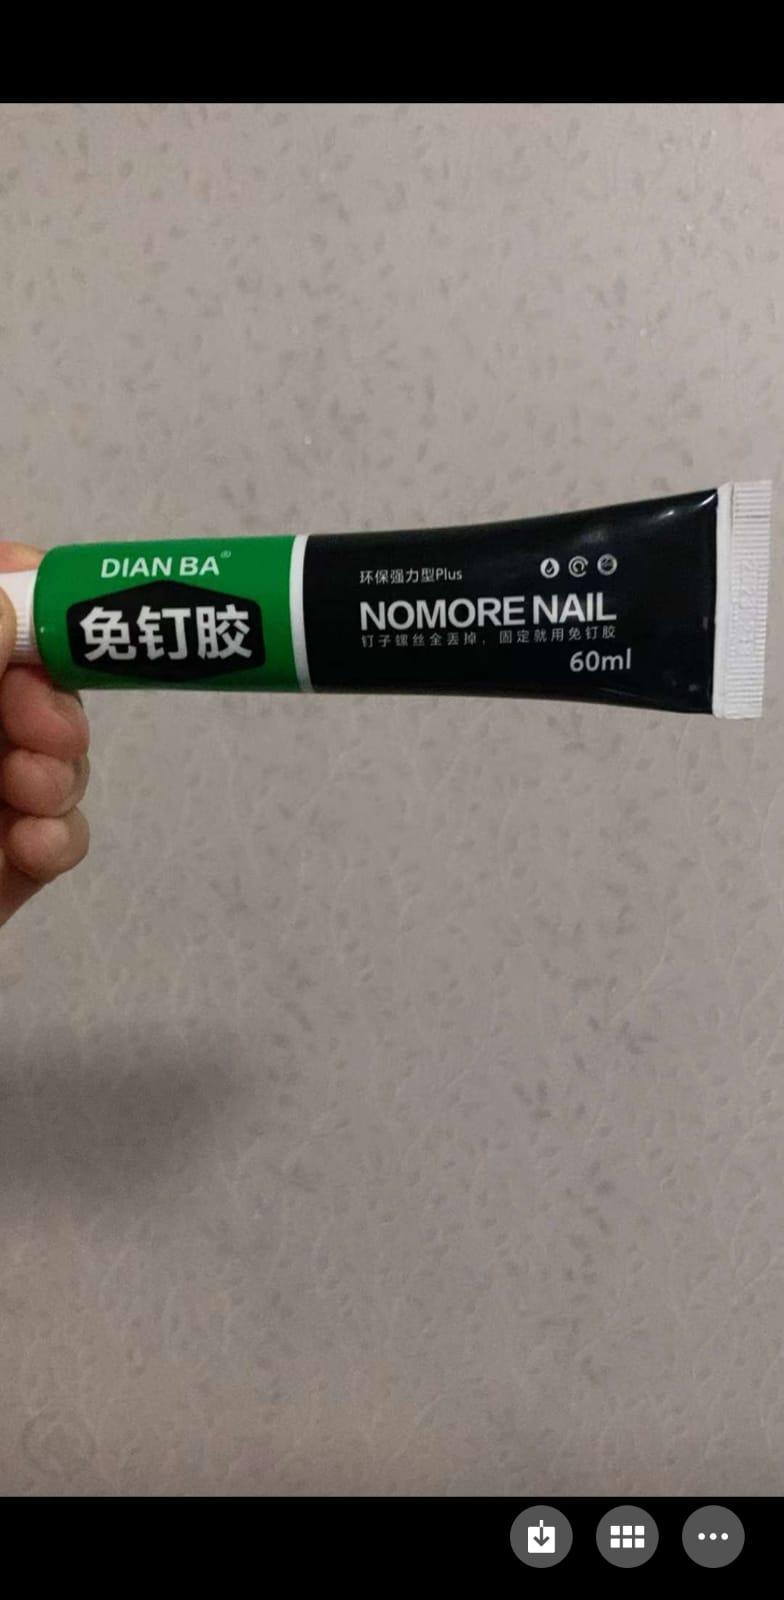 DIAN BA®
免钉胶
环保强力型Plus
NOMORE NAIL
钉子螺丝全丢掉，固定就用免钉胶
60ml